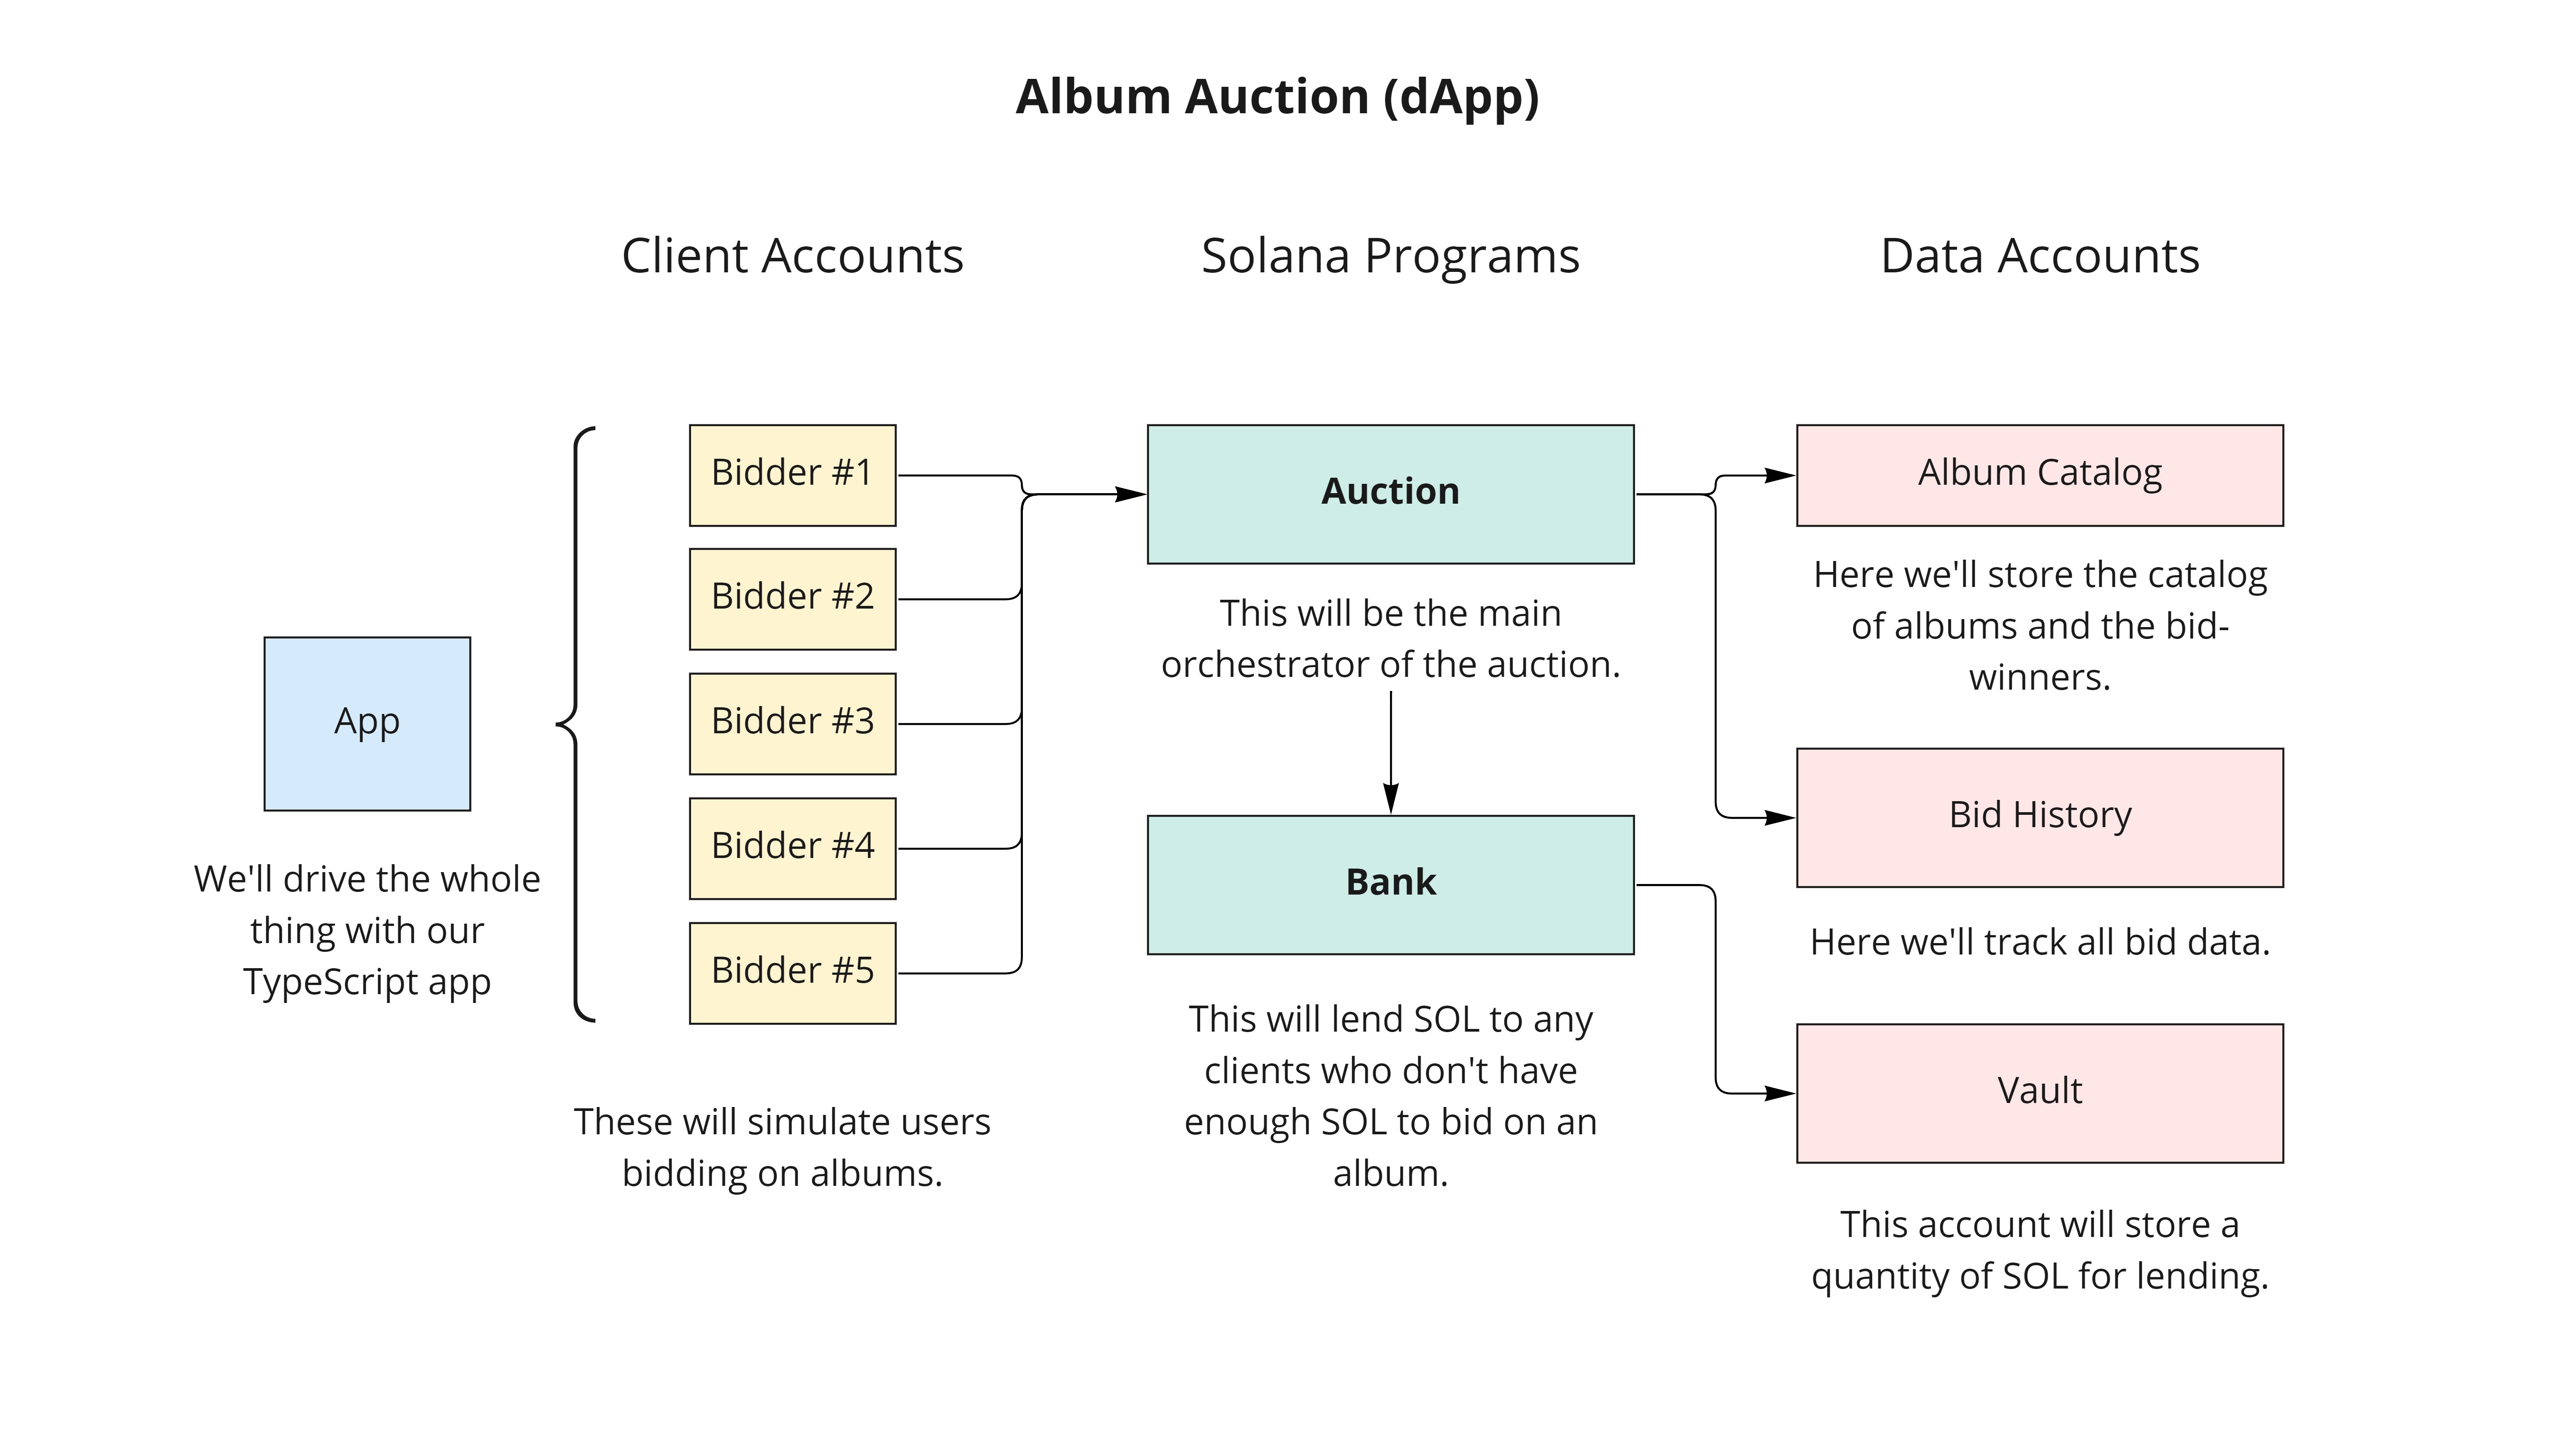 Album Auction (dApp)
Client Accounts
Solana Programs
Data Accounts
App
We'll drive the whole
thing with our
TypeScript app
Bidder #1
Bidder #2
Bidder #3
Bidder #4
Bidder #5
These will simulate users
bidding on albums.
Auction
This will be the main
orchestrator of the auction.
Bank
This will lend SOL to any
clients who don't have
enough SOL to bid on an
album.
Album Catalog
Here we'll store the catalog
of albums and the bid-
winners.
Bid History
Here we'll track all bid data.
Vault
This account will store a
quantity of SOL for lending.